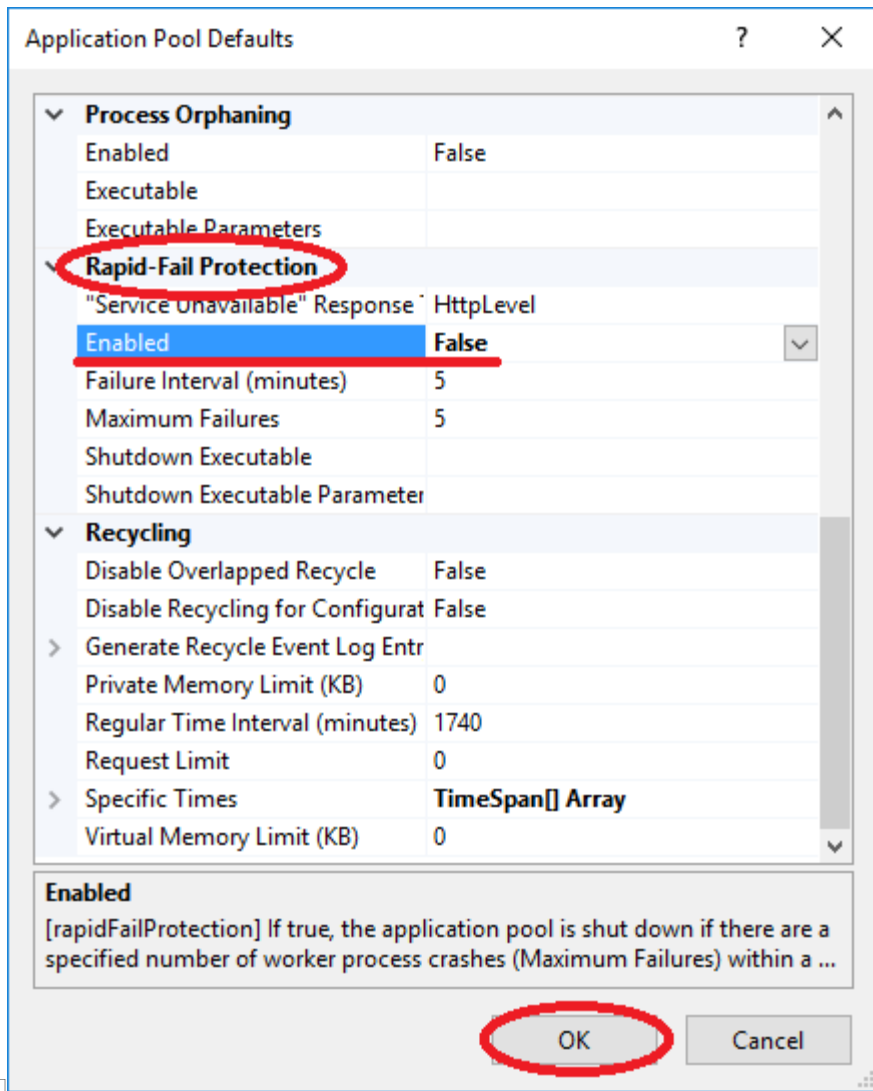 Application Pool Defaults ?
Process Orphaning
Enabled False
Executable
Executable Parameters
Rapid-Fail Protection
"Service Unavailable" Response HttpLevel
Enabled False
Failure Interval (minutes) 5
Maximum Failures 5
Shutdown Executable
Shutdown Executable Parameter
Recycling
Disable Overlapped Recycle False
Disable Recycling for Configurat False
Generate Recycle Event Log Entr
Private Memory Limit (KB) 0
Regular Time Interval (minutes) 1740
Request Limit 0
Specific Times TimeSpan[] Array
Virtual Memory Limit (KB) 0
Enabled
[rapidFailProtection] If true, the application pool is shut down if there are a
specified number of worker process crashes (Maximum Failures) within a ...
OK Cancel